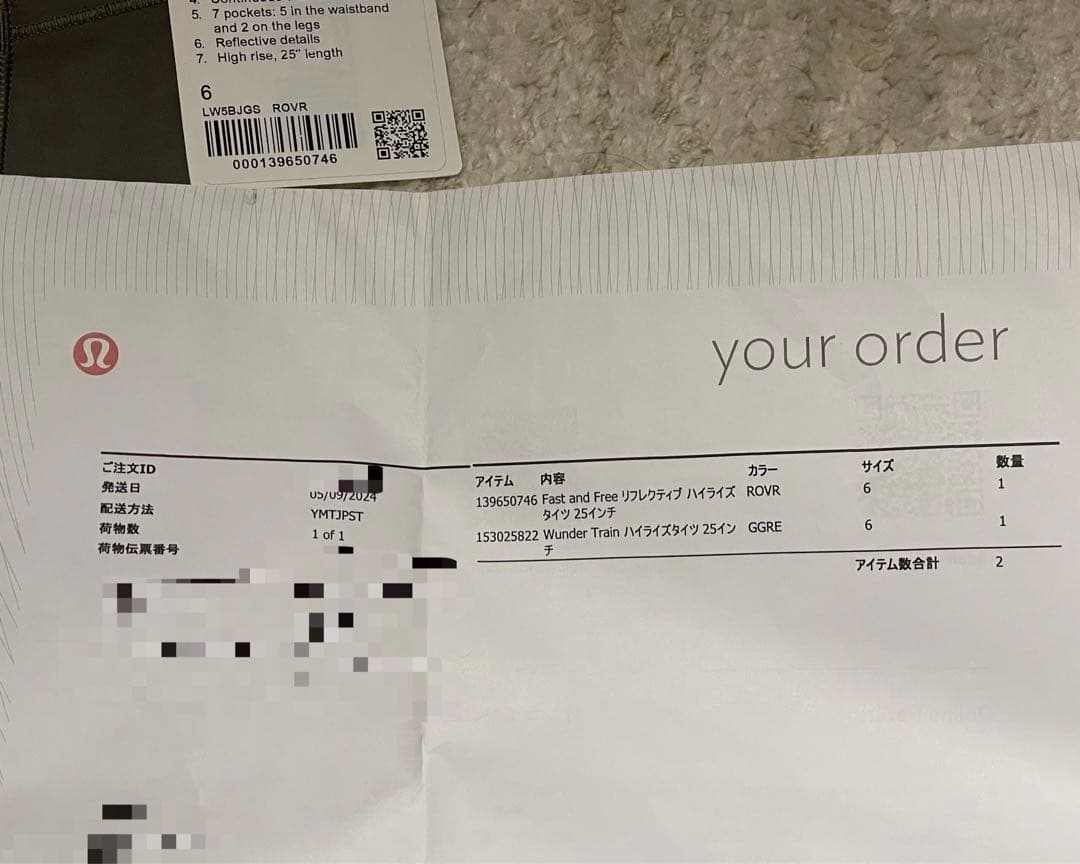 5. 7 pockets: 5 in the waistband
and 2 on the legs
6. Reflective details
7. High rise, 25" length
6
LW5BJGS ROVR
000139650746
your order
ご注文ID
発送日 05/09/2024
配送方法 YMTJPST
荷物数 1 of 1
荷物伝票番号
アイテム 内容 カラー サイズ 数量
139650746 Fast and Free リフレクティブ ハイライズ ROVR 6 1
タイツ 25インチ
153025822 Wunder Train ハイライズタイツ 25イン GGRE 6 1
チ
アイテム数合計 2